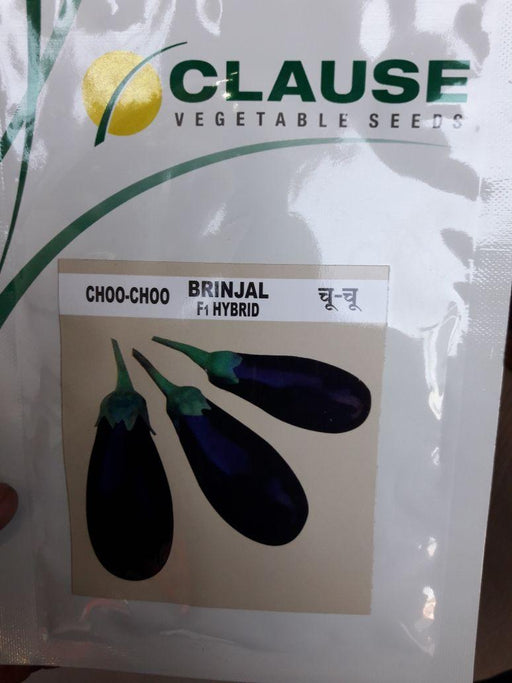 CLAUSE
VEGETABLE SEEDS
CHOO-CHOO BRINJAL चू-चू
F1 HYBRID